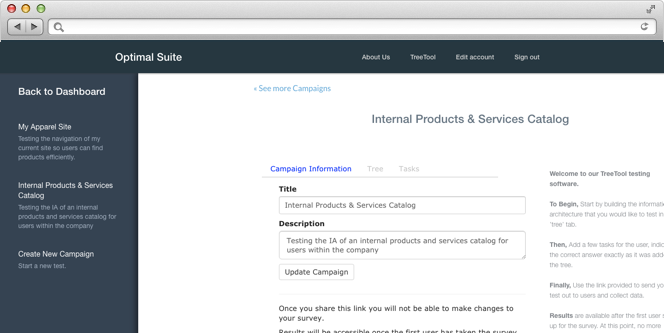 Optimal Suite
About Us
TreeTool
Edit account
Sign out
Back to Dashboard
My Apparel Site
Testing the navigation of my
current site so users can find
products efficiently.
Internal Products & Services
Catalog
Testing the IA of an internal
products and services catalog for
users within the company
Create New Campaign
Start a new test.
« See more Campaigns
Internal Products & Services Catalog
Campaign Information
Tree
Tasks
Title
Internal Products & Services Catalog
Description
Testing the IA of an internal products and services catalog for
users within the company
Update Campaign
Once you share this link you will not be able to make changes to
your survey.
Results will be accessible once the first user has taken the survey
Welcome to our TreeTool testing
software.
To Begin, Start by building the
architecture that you would like to test in
'tree' tab.
Then, Add a few tasks for the user,
the correct answer exactly as it was
the tree.
Finally, Use the link provided to send
test out to users and collect data.
Results are available after the first user
up for the survey. At this point, no more